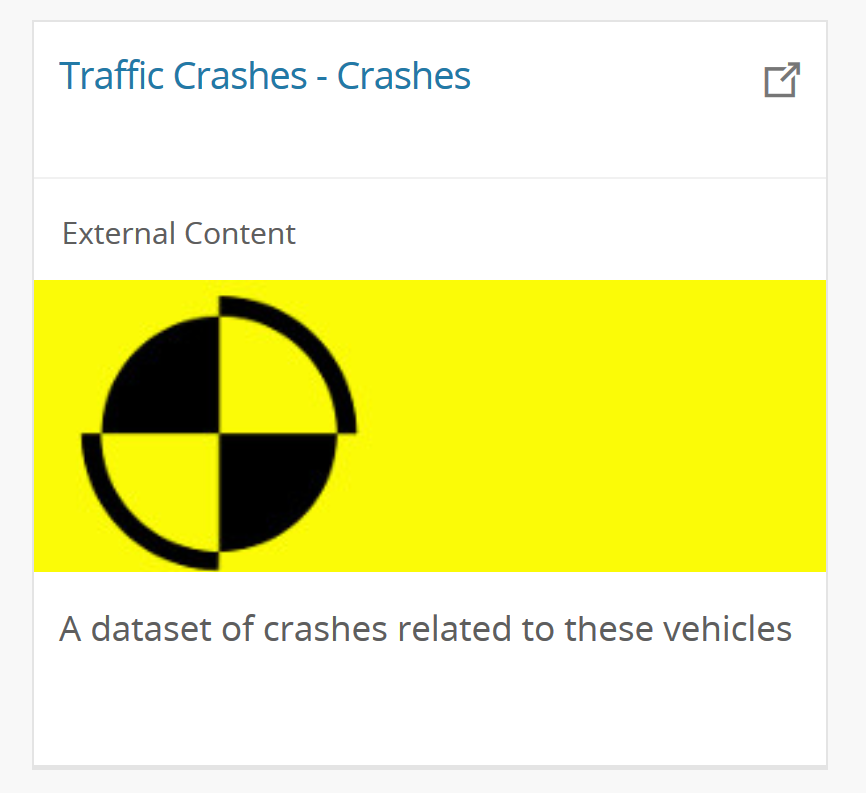 Traffic Crashes - Crashes
External Content
A dataset of crashes related to these vehicles